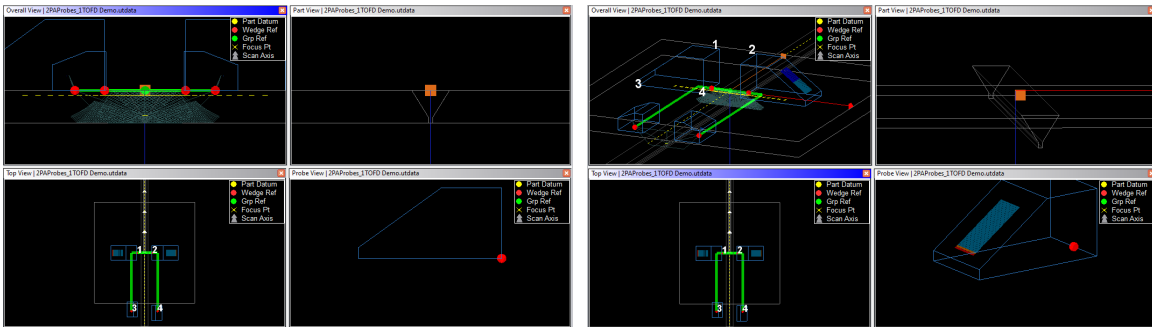 Overall View | 2PAProbes_1TOFD Demo.utdata
Part Datum
Wedge Ref
Grp Ref
Focus Pt
Scan Axis
Part View | 2PAProbes_1TOFD Demo.utdata
Top View | 2PAProbes_1TOFD Demo.utdata
Part Datum
Wedge Ref
Grp Ref
Focus Pt
Scan Axis
1 2
3 4
Probe View | 2PAProbes_1TOFD Demo.utdata
Part Datum
Wedge Ref
Grp Ref
Focus Pt
Scan Axis
Overall View | 2PAProbes_1TOFD Demo.utdata
Part Datum
Wedge Ref
Grp Ref
Focus Pt
Scan Axis
1
2
3
4
Part View | 2PAProbes_1TOFD Demo.utdata
Top View | 2PAProbes_1TOFD Demo.utdata
Part Datum
Wedge Ref
Grp Ref
Focus Pt
Scan Axis
1 2
3 4
Probe View | 2PAProbes_1TOFD Demo.utdata
Part Datum
Wedge Ref
Grp Ref
Focus Pt
Scan Axis